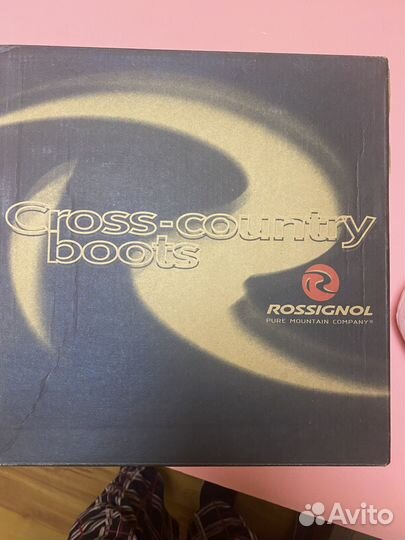 Cross-country
boots
ROSSIGNOL
PURE MOUNTAIN COMPANY®
Avito